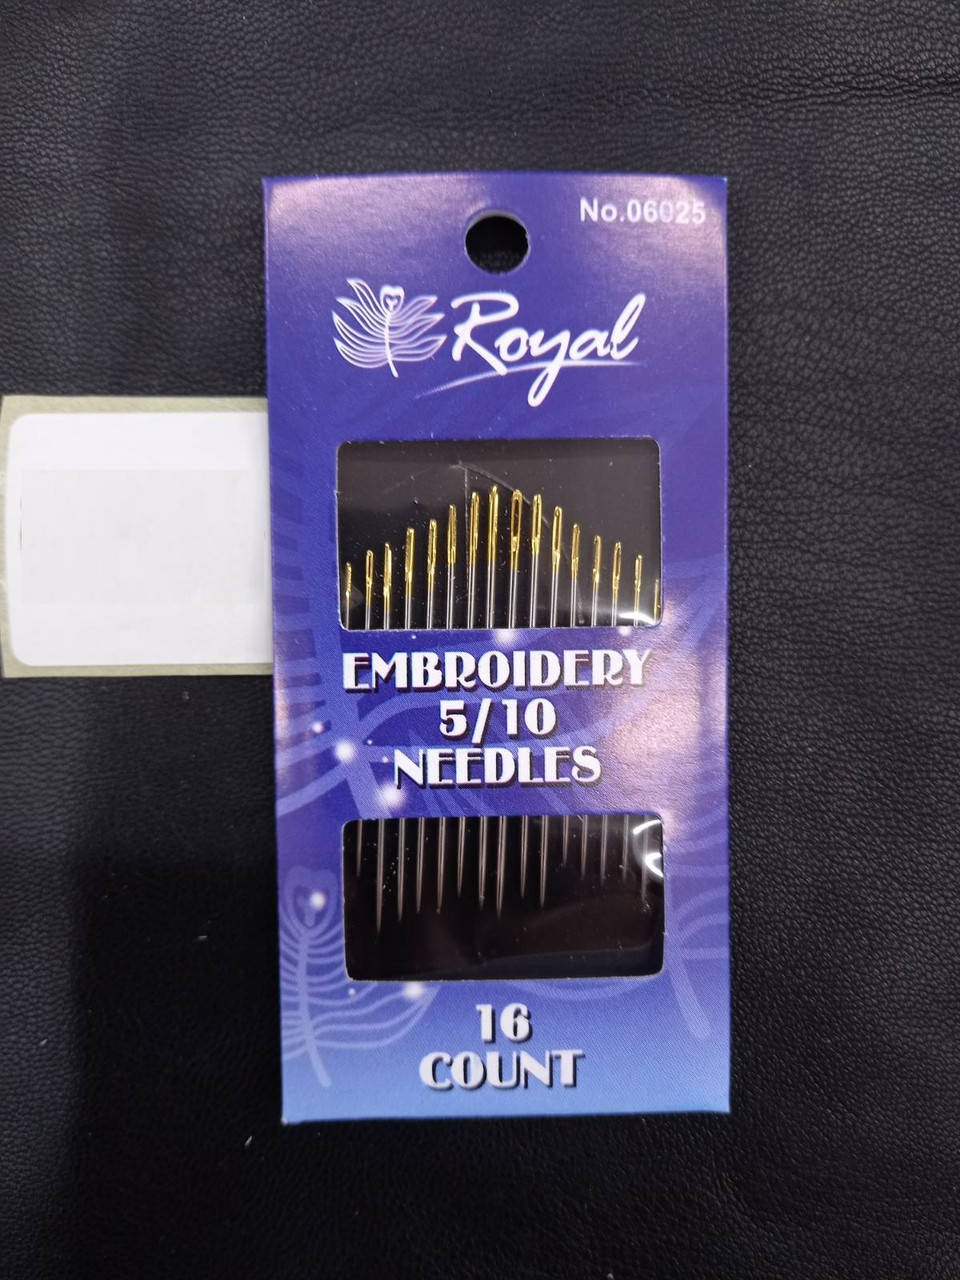 No.06025
Royal
EMBROIDERY
5/10
NEEDLES
16
COUNT